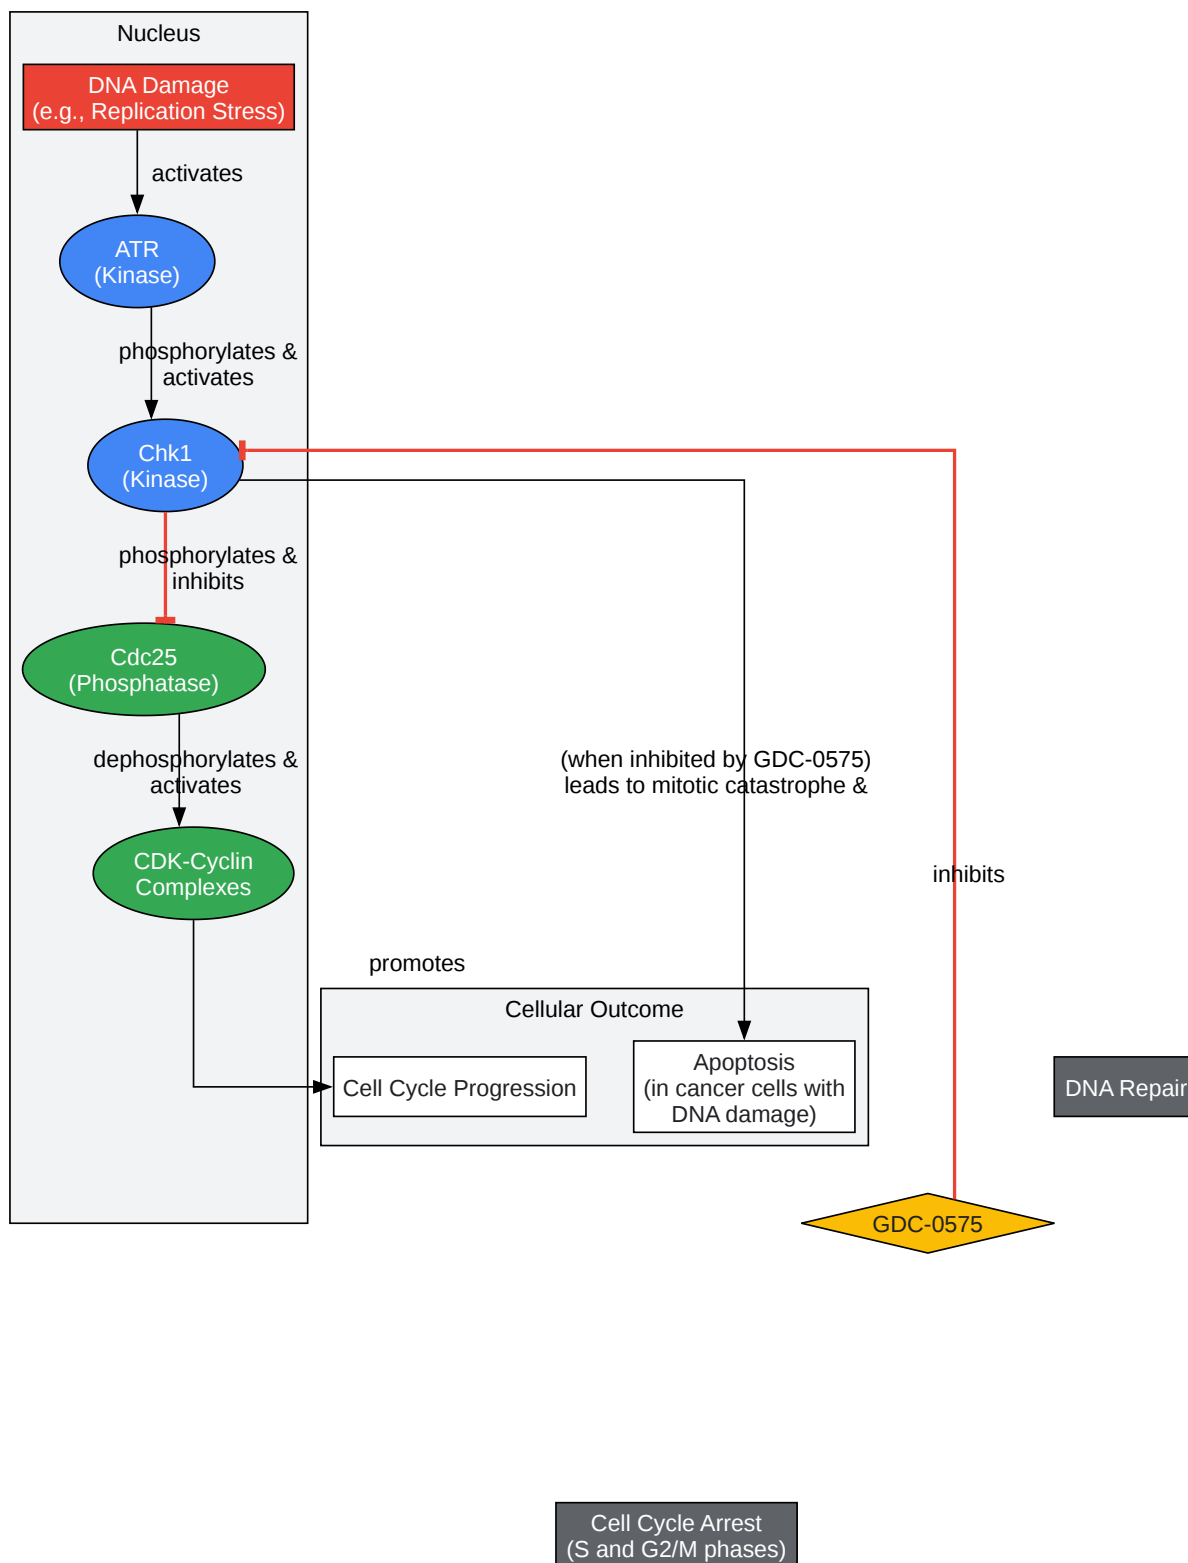 Nucleus
DNA Damage
(e.g., Replication Stress)
activates
ATR
(Kinase)
phosphorylates &
activates
Chk1
(Kinase)
phosphorylates &
inhibits
Cdc25
(Phosphatase)
dephosphorylates &
activates
(when inhibited by GDC-0575)
leads to mitotic catastrophe &
CDK-Cyclin
Complexes
inhibits
promotes
Cellular Outcome
Cell Cycle Progression
Apoptosis
(in cancer cells with
DNA damage)
DNA Repair
GDC-0575
Cell Cycle Arrest
(S and G2/M phases)